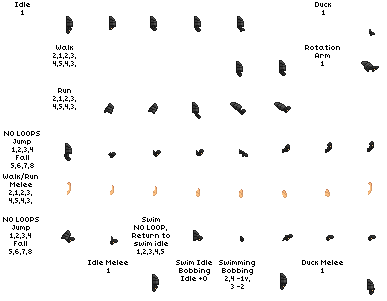 Idle
1
Duck
1
Walk
2,1,2,3,
4,5,4,3,
Rotation
Arm
1
Run
2,1,2,3,
4,5,4,3,
NO LOOPS
Jump
1,2,3,4
Fall
5,6,7,8
Walk/Run
Melee
2,1,2,3,
4,5,4,3,
NO LOOPS
Jump
1,2,3,4
Fall
5,6,7,8
Swim
NO LOOP,
Return to
swim idle
1,2,3,4,5
Idle Melee
1
Swim Idle
Bobbing
Idle +0
Swimming
Bobbing
2,4 -1y,
3 -2
Duck Melee
1